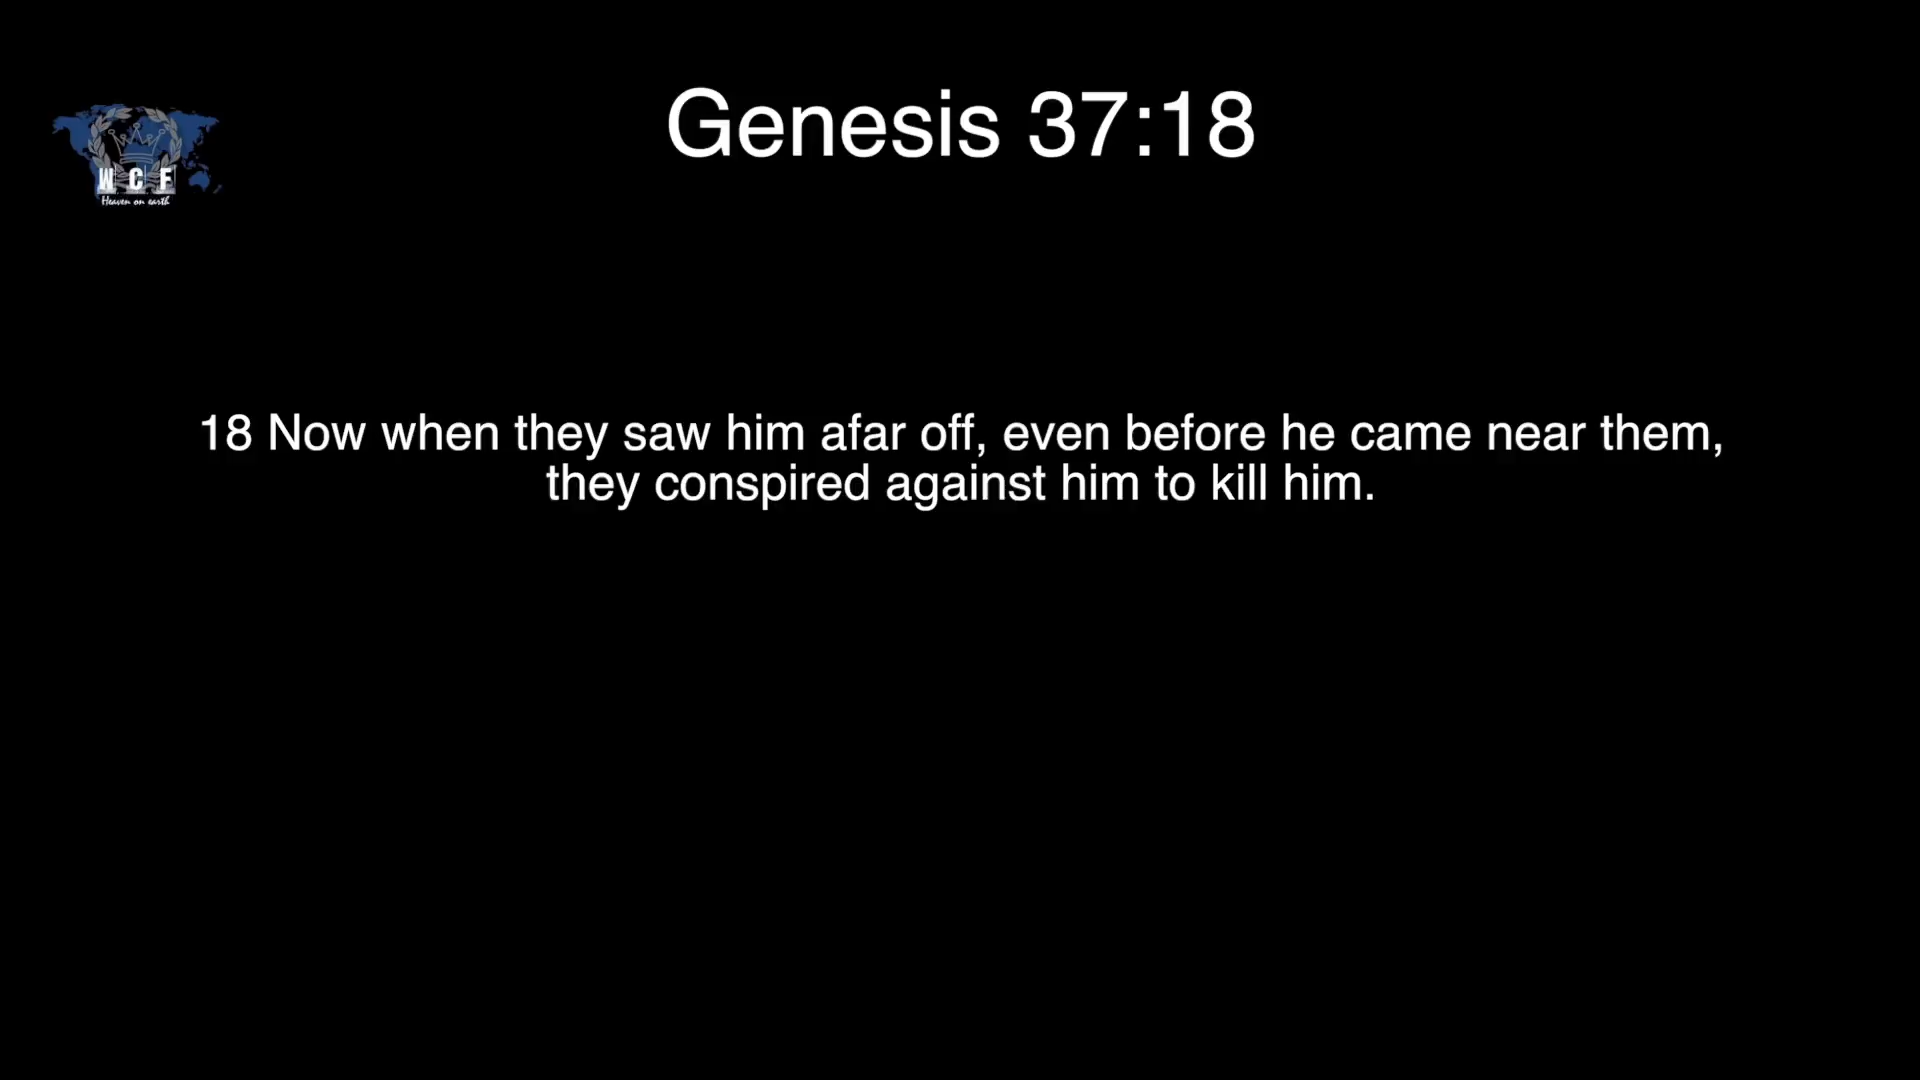 Genesis 37:18
W C F
Heaven on earth
18 Now when they saw him afar off, even before he came near them,
they conspired against him to kill him.